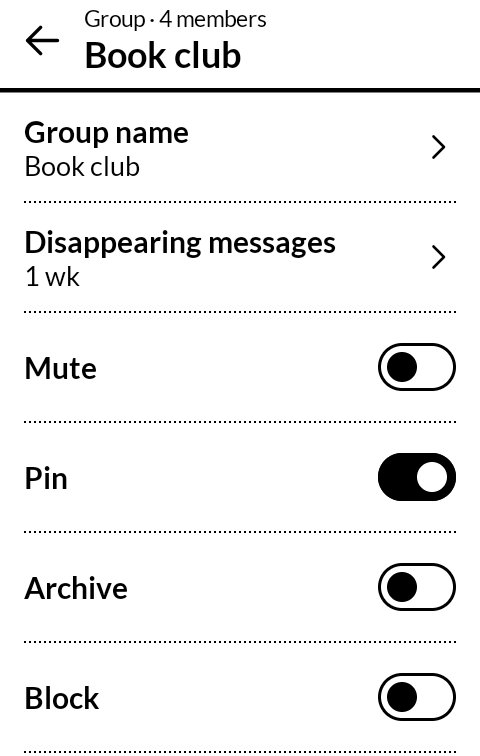 Group · 4 members
Book club
Group name
Book club
Disappearing messages
1 wk
Mute
Pin
Archive
Block